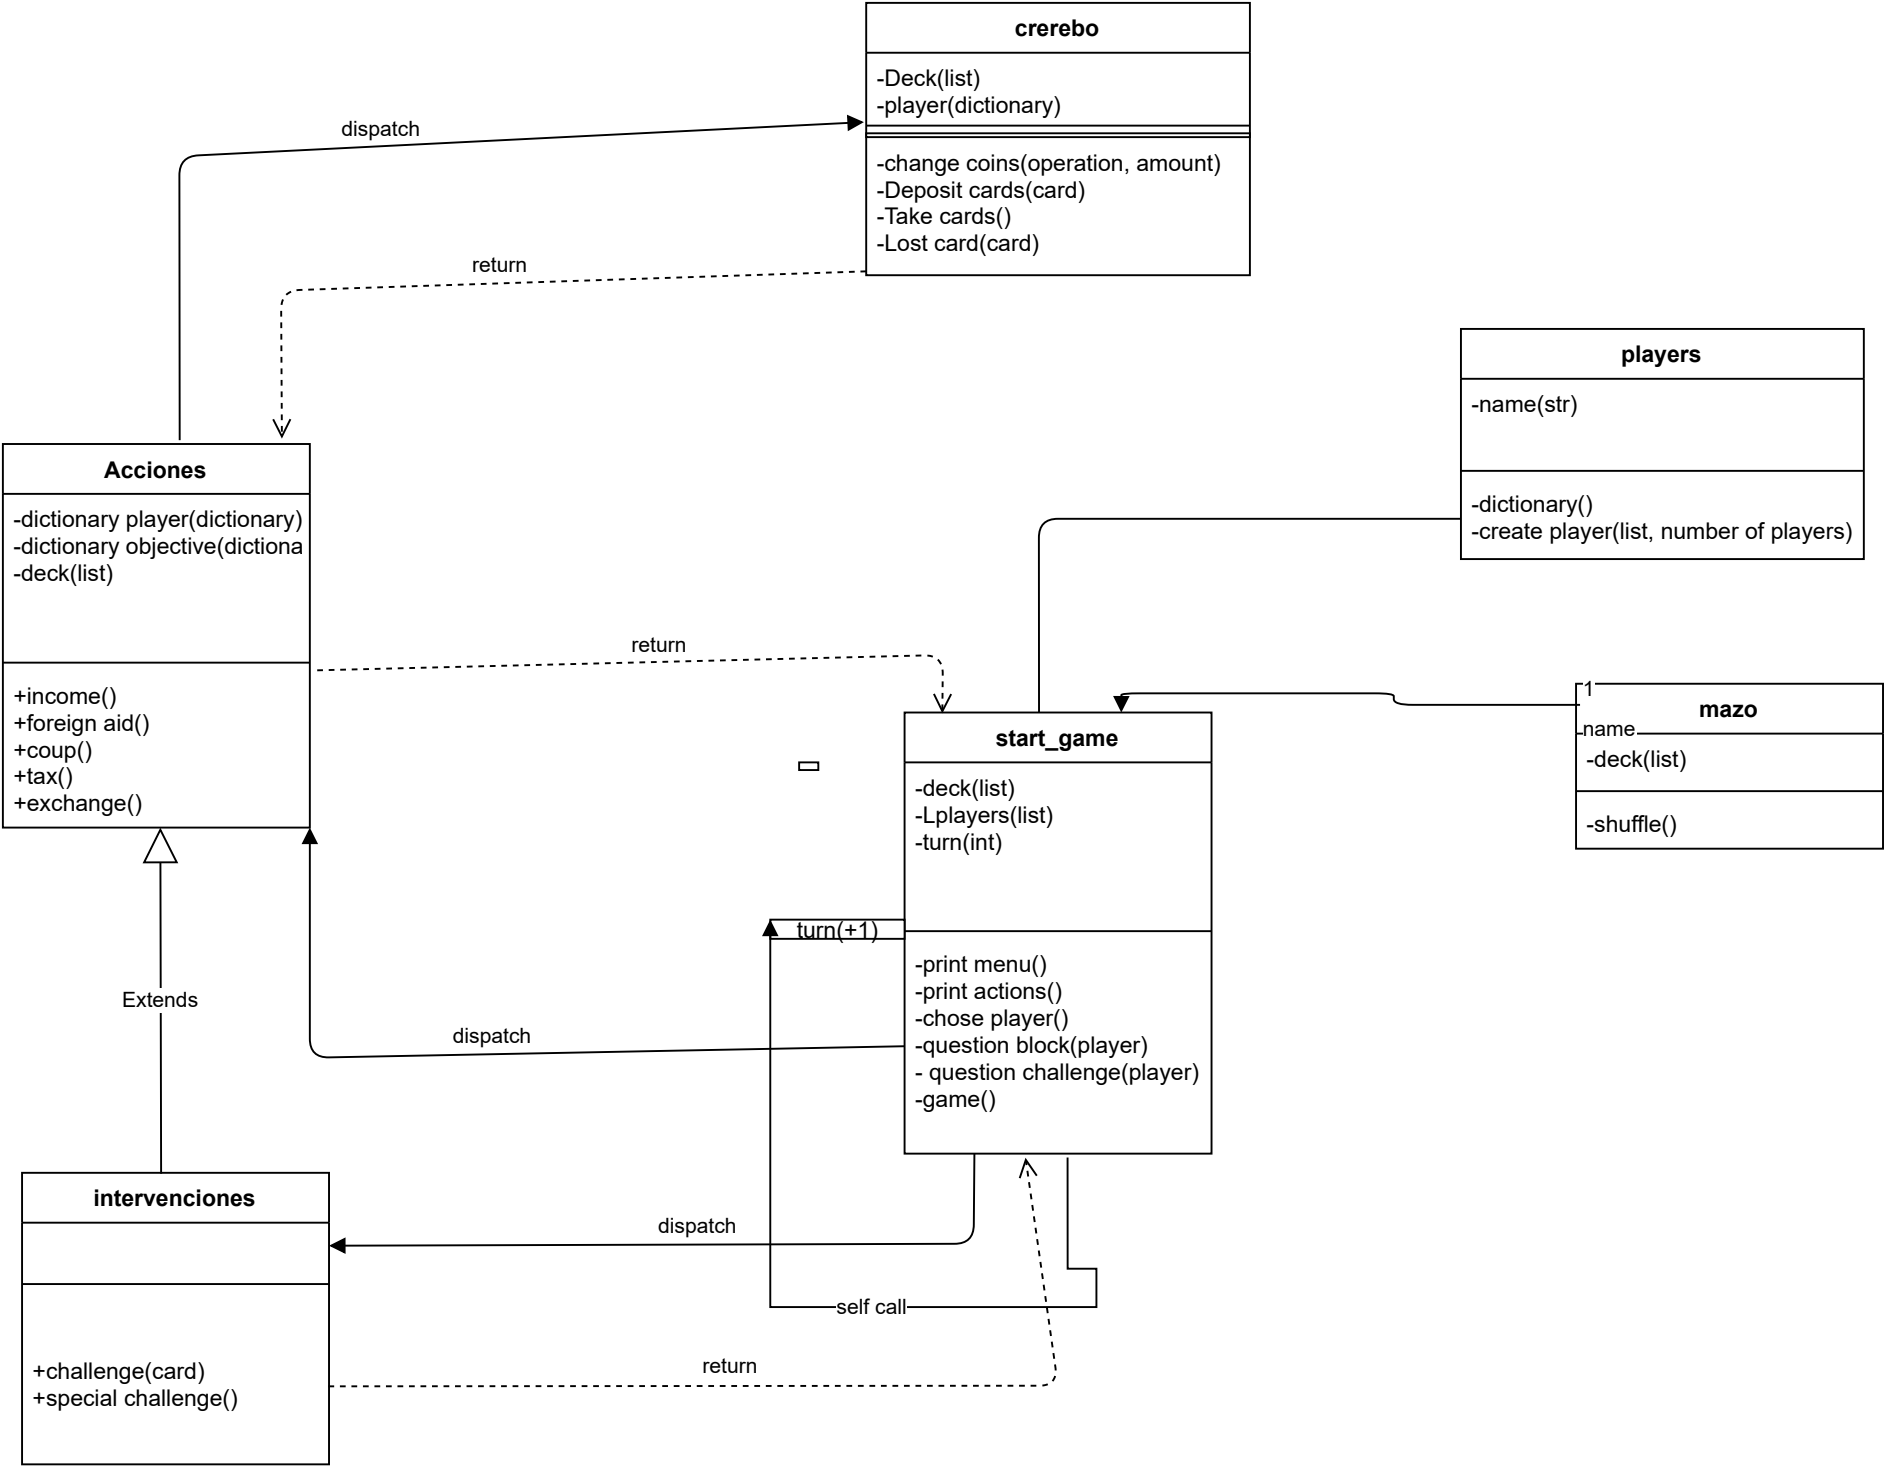 crerebo
-Deck(list)
-player(dictionary)
-change coins(operation, amount)
-Deposit cards(card)
-Take cards()
-Lost card(card)
dispatch
return
players
-name(str)
-dictionary()
-create player(list, number of players)
Acciones
-dictionary player(dictionary)
-dictionary objective(dictiona
-deck(list)
+income()
+foreign aid()
+coup()
+tax()
+exchange()
return
1
mazo
name
-deck(list)
-shuffle()
start_game
-deck(list)
-Lplayers(list)
-turn(int)
turn(+1)
-print menu()
-print actions()
-chose player()
-question block(player)
- question challenge(player)
-game()
Extends
dispatch
intervenciones
+challenge(card)
+special challenge()
dispatch
self call
return